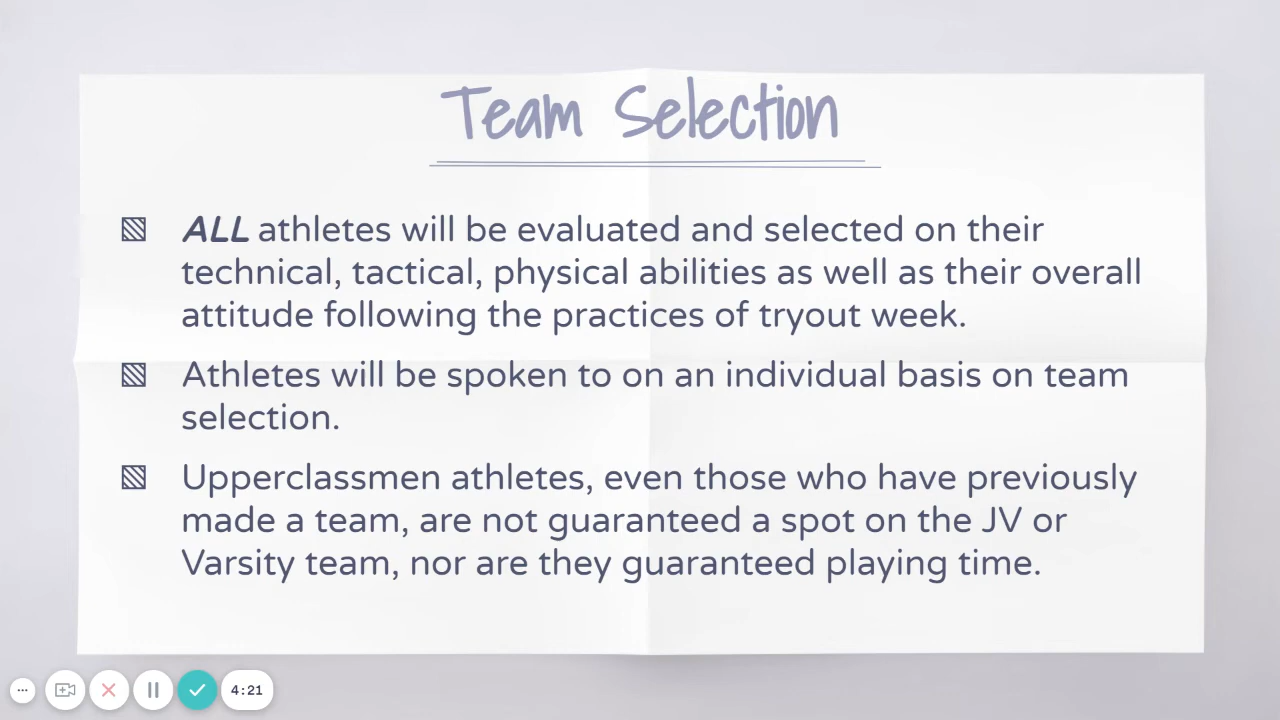 Team Selection
ALL athletes will be evaluated and selected on their
technical, tactical, physical abilities as well as their overall
attitude following the practices of tryout week.
Athletes will be spoken to on an individual basis on team
selection.
Upperclassmen athletes, even those who have previously
made a team, are not guaranteed a spot on the JV or
Varsity team, nor are they guaranteed playing time.
4:21